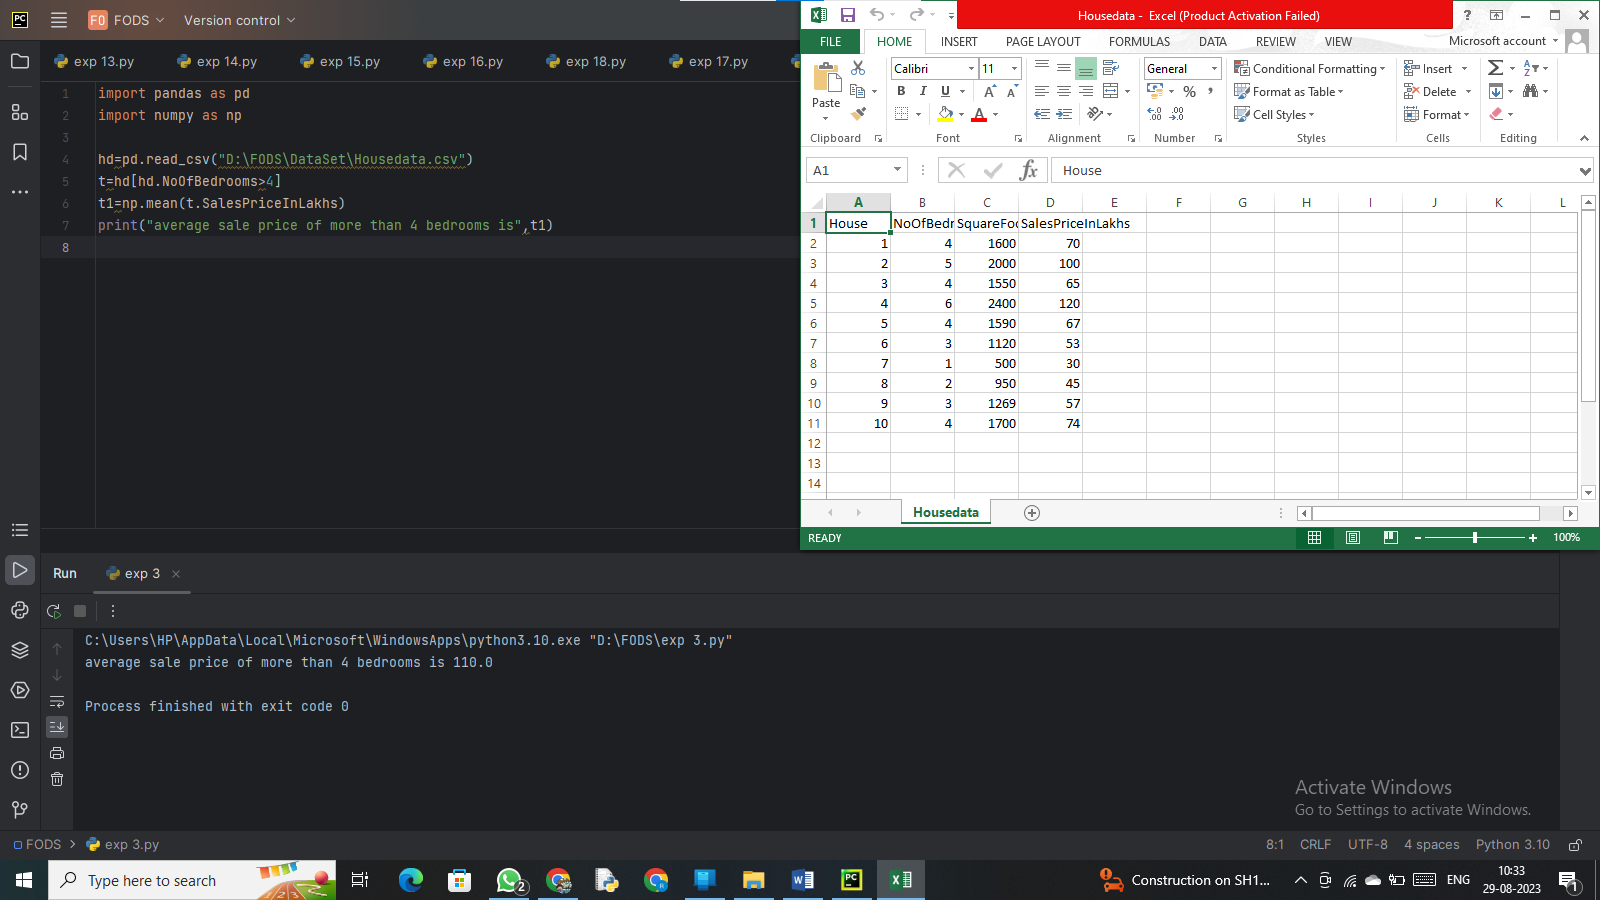 PC FO FODS Version control
exp 13.py exp 14.py exp 15.py exp 16.py exp 18.py exp 17.py
1 import pandas as pd
2 import numpy as np
3
4 hd=pd.read_csv("D:\FODS\DataSet\Housedata.csv")
5 t=hd[hd.NoOfBedrooms>4]
6 t1=np.mean(t.SalesPriceInLakhs)
7 print("average sale price of more than 4 bedrooms is",t1)
8
Housedata - Excel (Product Activation Failed)
FILE HOME INSERT PAGE LAYOUT FORMULAS DATA REVIEW VIEW Microsoft account
Paste Calibri 11 General Conditional Formatting Insert
B I U A A % Format as Table Delete
A Cell Styles Format
Clipboard Font Alignment Number Styles Cells Editing
A1 fx House
A B C D E F G H I J K L
1 House NoOfBedr SquareFoo SalesPriceInLakhs
2 1 4 1600 70
3 2 5 2000 100
4 3 4 1550 65
5 4 6 2400 120
6 5 4 1590 67
7 6 3 1120 53
8 7 1 500 30
9 8 2 950 45
10 9 3 1269 57
11 10 4 1700 74
12
13
14
Housedata
READY 100%
Run exp 3
C:\Users\HP\AppData\Local\Microsoft\WindowsApps\python3.10.exe "D:\FODS\exp 3.py"
average sale price of more than 4 bedrooms is 110.0
Process finished with exit code 0
Activate Windows
Go to Settings to activate Windows.
FODS > exp 3.py 8:1 CRLF UTF-8 4 spaces Python 3.10
Type here to search 2 Construction on SH1... ENG 10:33
29-08-2023 1